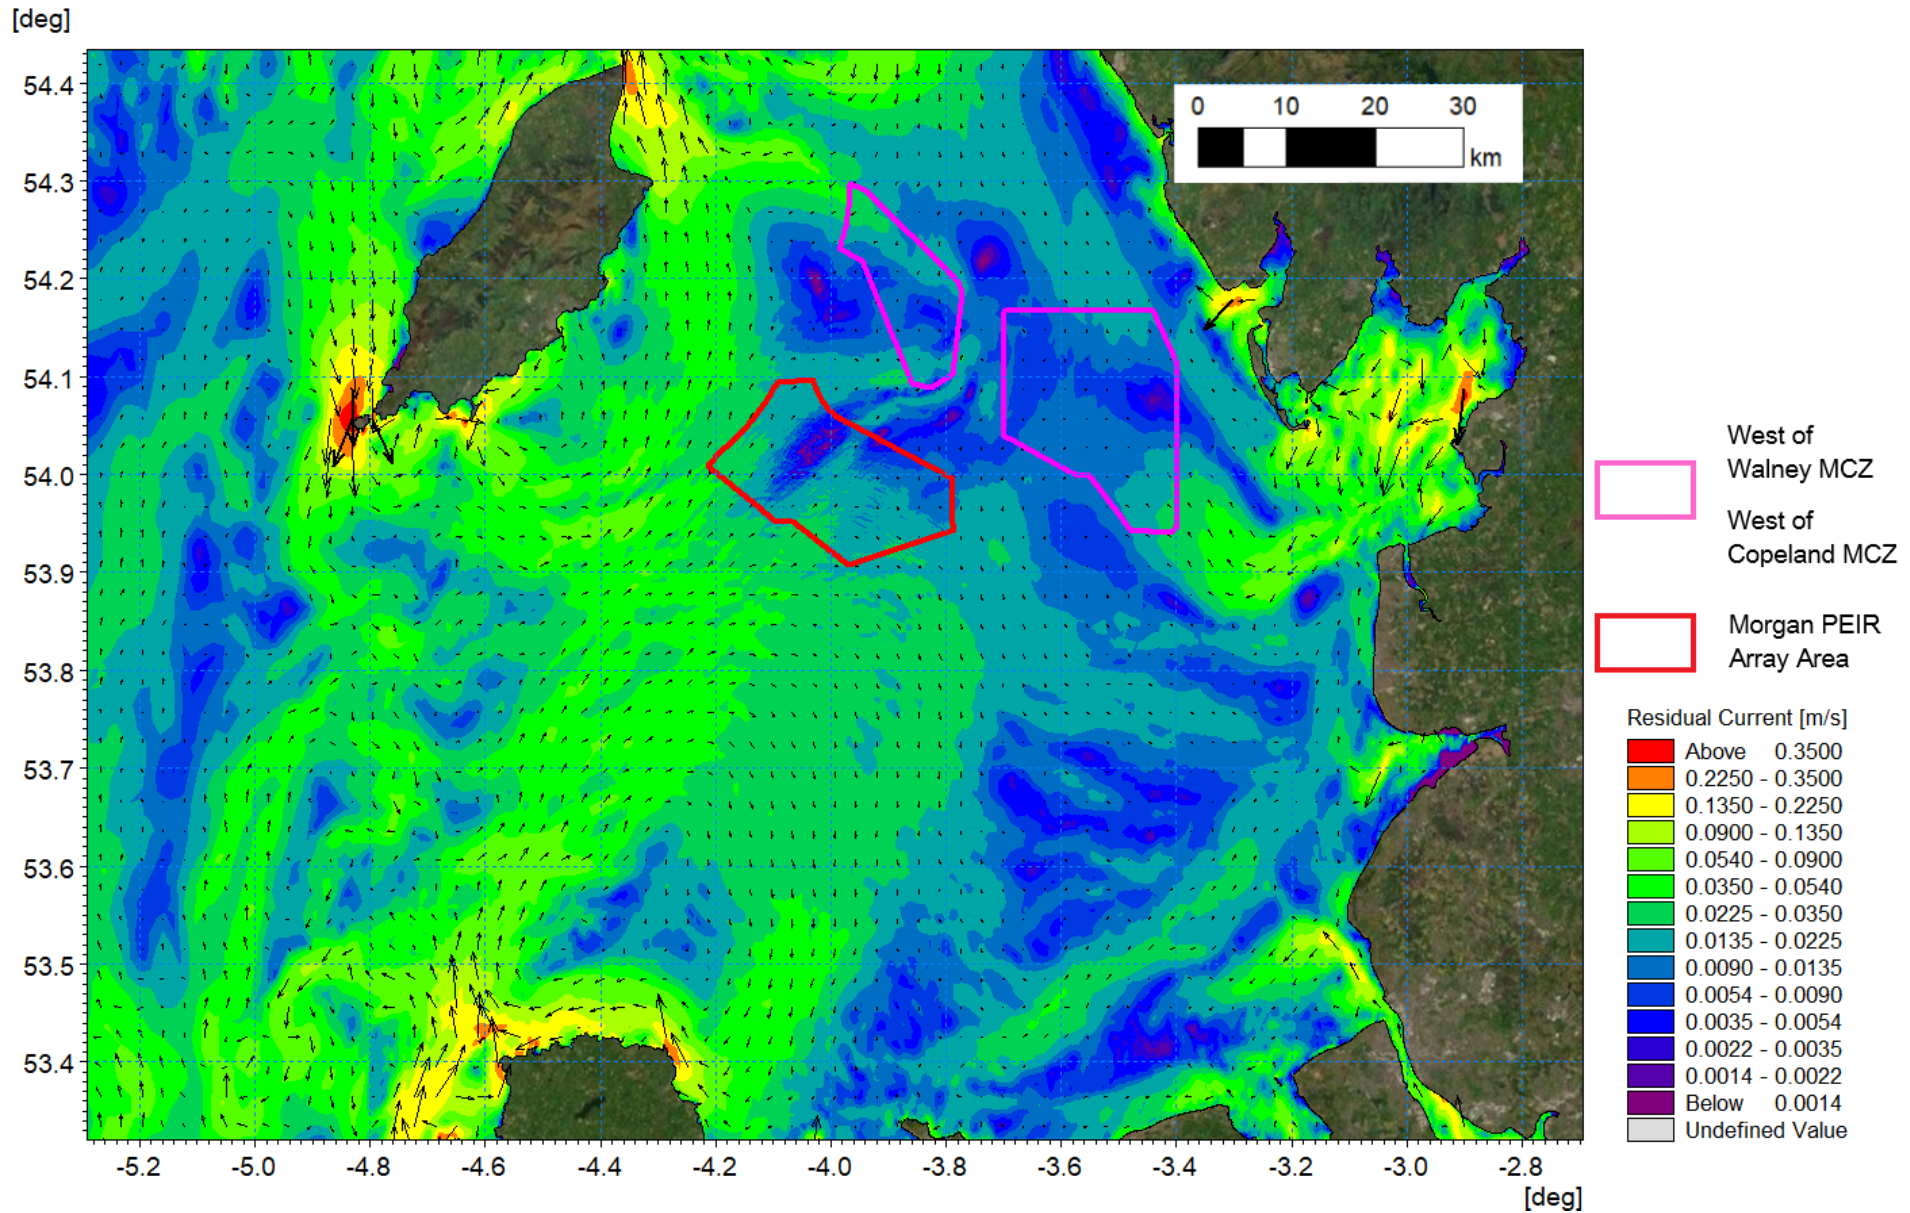 [deg]
54.4
54.3
54.2
54.1
54.0
53.9
53.8
53.7
53.6
53.5
53.4
-5.2 -5.0 -4.8 -4.6 -4.4 -4.2 -4.0 -3.8 -3.6 -3.4 -3.2 -3.0 -2.8
[deg]
0 10 20 30
km
West of
Walney MCZ
West of
Copeland MCZ
Morgan PEIR
Array Area
Residual Current [m/s]
Above 0.3500
0.2250 - 0.3500
0.1350 - 0.2250
0.0900 - 0.1350
0.0540 - 0.0900
0.0350 - 0.0540
0.0225 - 0.0350
0.0135 - 0.0225
0.0090 - 0.0135
0.0054 - 0.0090
0.0035 - 0.0054
0.0022 - 0.0035
0.0014 - 0.0022
Below 0.0014
Undefined Value